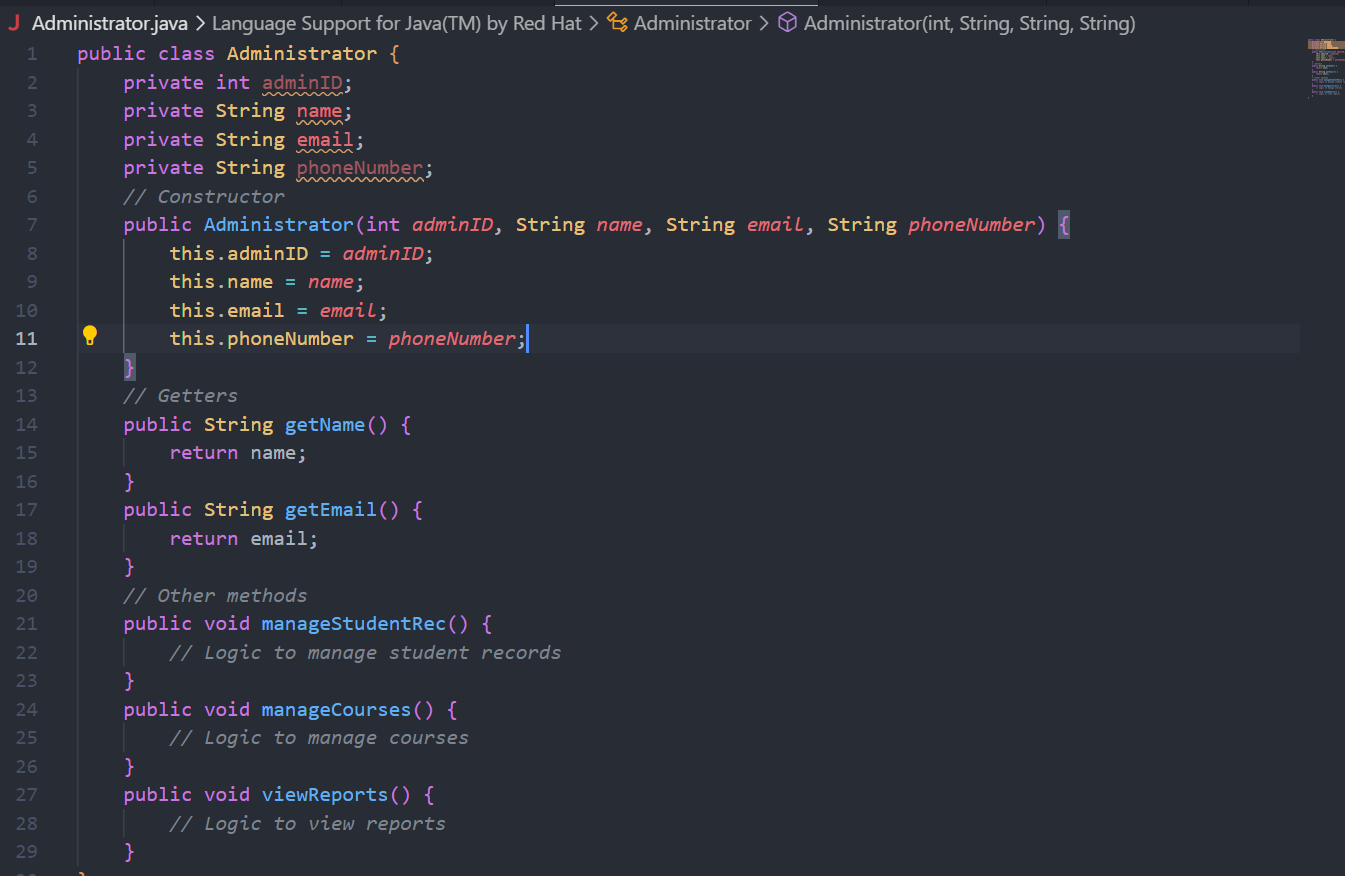 J Administrator.java > Language Support for Java(TM) by Red Hat > Administrator > Administrator(int, String, String, String)
1 public class Administrator {
2     private int adminID;
3     private String name;
4     private String email;
5     private String phoneNumber;
6     // Constructor
7     public Administrator(int adminID, String name, String email, String phoneNumber) {
8         this.adminID = adminID;
9         this.name = name;
10         this.email = email;
11         this.phoneNumber = phoneNumber;
12     }
13     // Getters
14     public String getName() {
15         return name;
16     }
17     public String getEmail() {
18         return email;
19     }
20     // Other methods
21     public void manageStudentRec() {
22         // Logic to manage student records
23     }
24     public void manageCourses() {
25         // Logic to manage courses
26     }
27     public void viewReports() {
28         // Logic to view reports
29     }